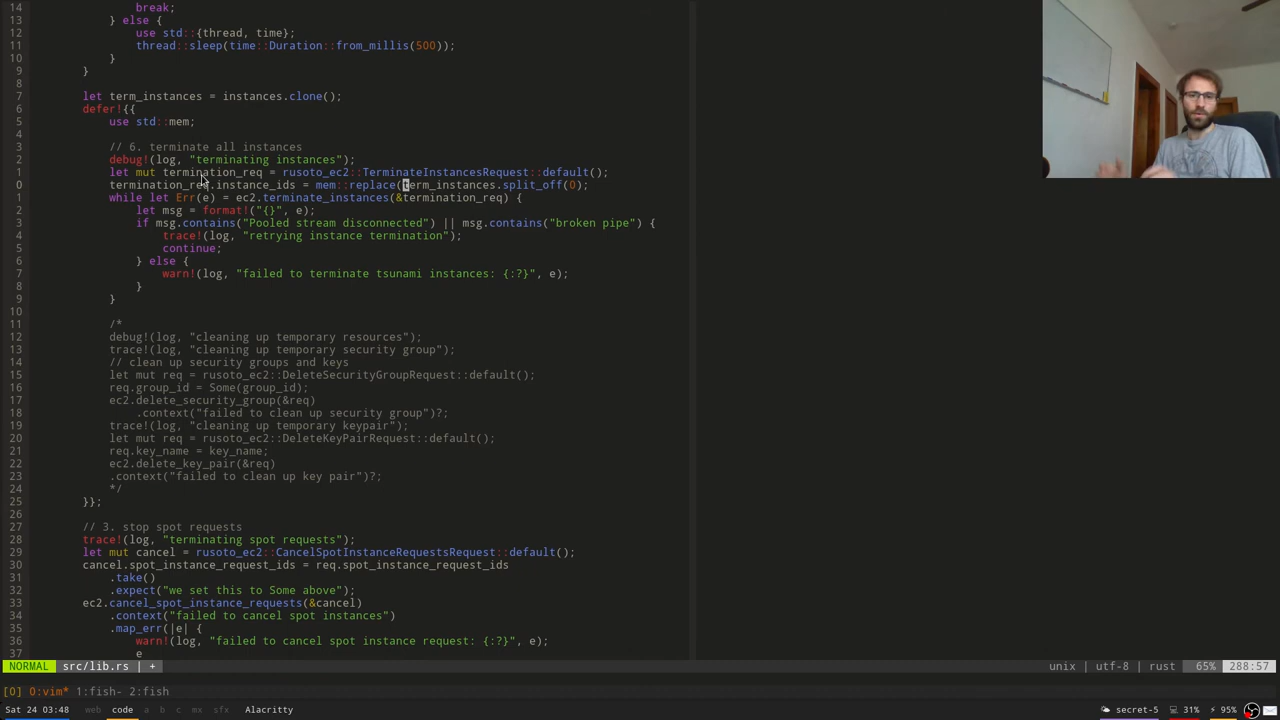 14                break;
13            } else {
12                use std::{thread, time};
11                thread::sleep(time::Duration::from_millis(500));
10            }
9        }
8
7        let term_instances = instances.clone();
6        defer!{{
5            use std::mem;
4
3            // 6. terminate all instances
2            debug!(log, "terminating instances");
1            let mut termination_req = rusoto_ec2::TerminateInstancesRequest::default();
0            termination_req.instance_ids = mem::replace(term_instances.split_off(0);
1            while let Err(e) = ec2.terminate_instances(&termination_req) {
2                let msg = format!("{}", e);
3                if msg.contains("Pooled stream disconnected") || msg.contains("broken pipe") {
4                    trace!(log, "retrying instance termination");
5                    continue;
6                } else {
7                    warn!(log, "failed to terminate tsunami instances: {:?}", e);
8                }
9            }
10
11            /*
12            debug!(log, "cleaning up temporary resources");
13            trace!(log, "cleaning up temporary security group");
14            // clean up security groups and keys
15            let mut req = rusoto_ec2::DeleteSecurityGroupRequest::default();
16            req.group_id = Some(group_id);
17            ec2.delete_security_group(&req)
18                .context("failed to clean up security group")?;
19            trace!(log, "cleaning up temporary keypair");
20            let mut req = rusoto_ec2::DeleteKeyPairRequest::default();
21            req.key_name = key_name;
22            ec2.delete_key_pair(&req)
23            .context("failed to clean up key pair")?;
24            */
25        }};
26
27        // 3. stop spot requests
28        trace!(log, "terminating spot requests");
29        let mut cancel = rusoto_ec2::CancelSpotInstanceRequestsRequest::default();
30        cancel.spot_instance_request_ids = req.spot_instance_request_ids
31            .take()
32            .expect("we set this to Some above");
33        ec2.cancel_spot_instance_requests(&cancel)
34            .context("failed to cancel spot instances")
35            .map_err(|e| {
36                warn!(log, "failed to cancel spot instance request: {:?}", e);
37                e
NORMAL src/lib.rs | + unix | utf-8 | rust 65% 288:57
[0] 0:vim* 1:fish- 2:fish
Sat 24 03:48 web code a b c mx sfx Alacritty secret-5 31% 95%